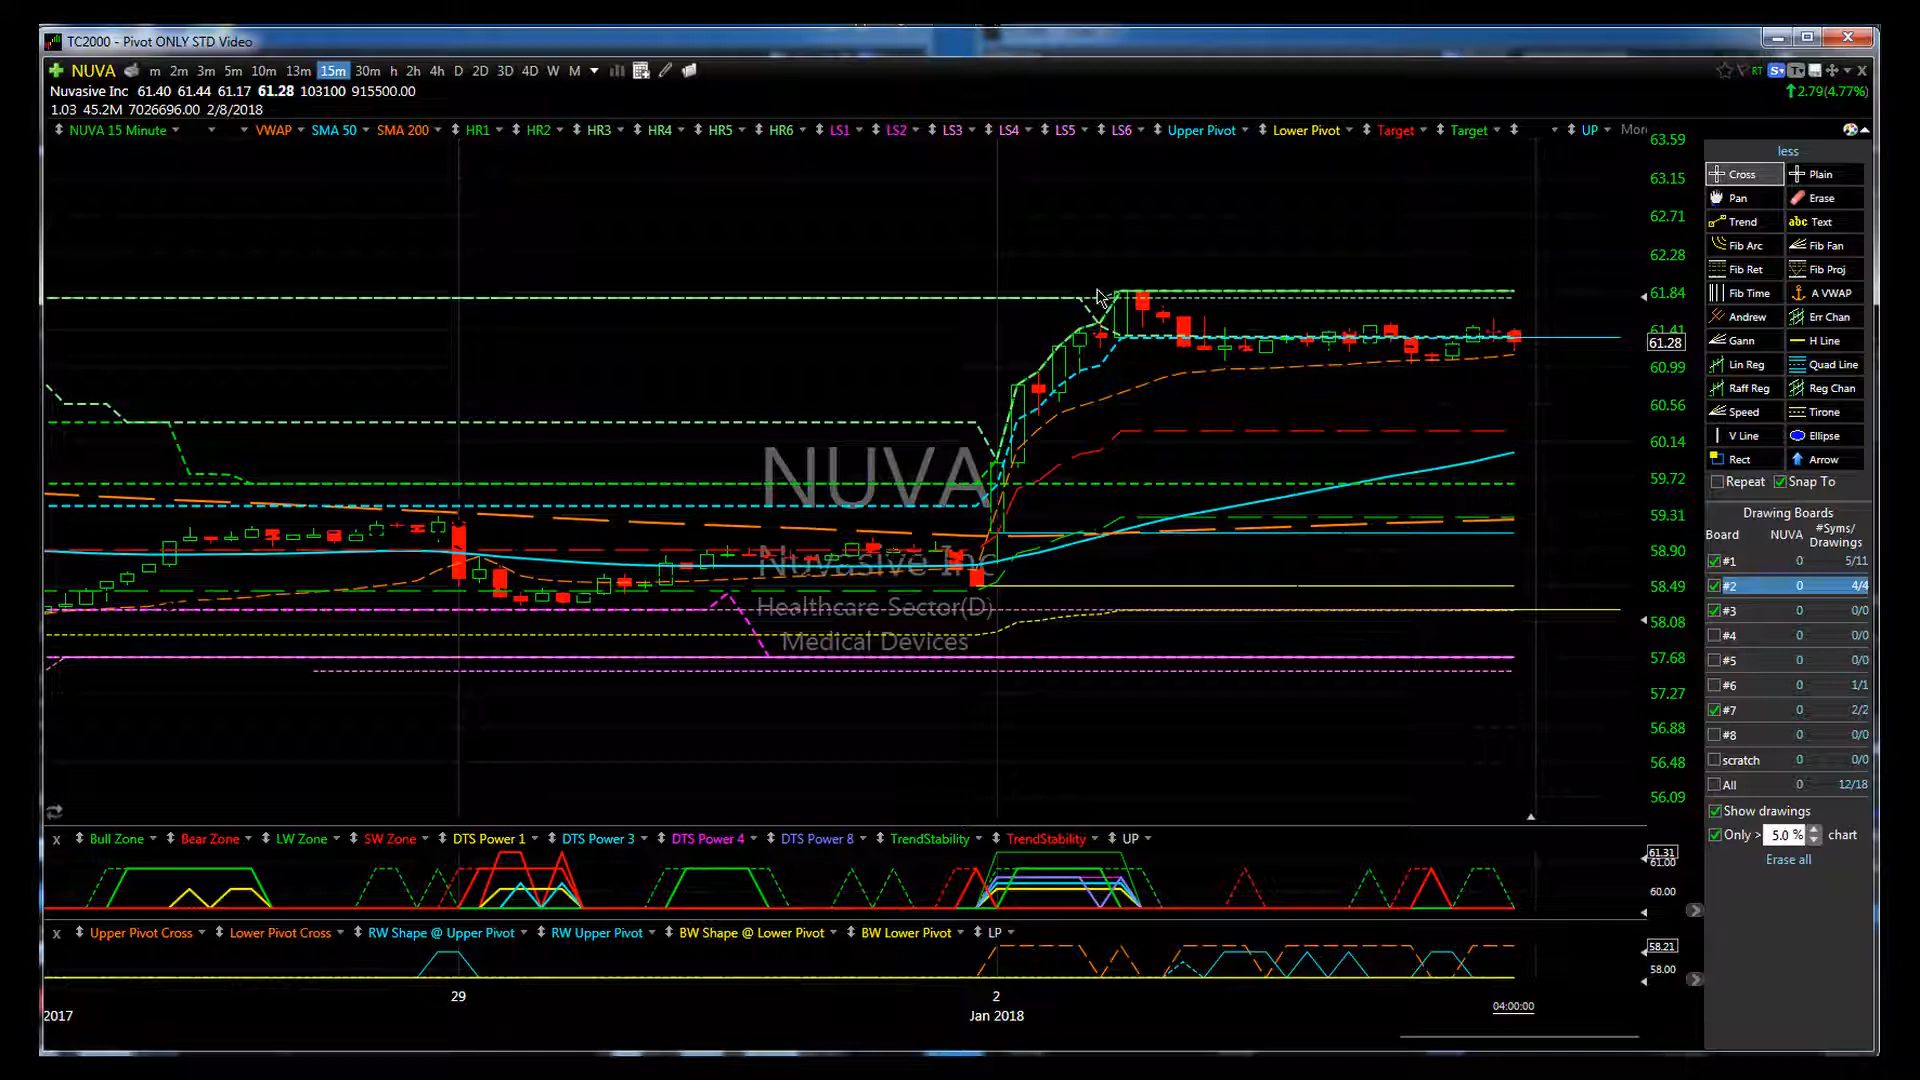 TC2000 - Pivot ONLY STD Video
NUVA m 2m 3m 5m 10m 13m 15m 30m h 2h 4h D 2D 3D 4D W M
RT S T X
Nuvasive Inc 61.40 61.44 61.17 61.28 103100 915500.00
2.79(4.77%)
1.03 45.2M 7026696.00 2/8/2018
NUVA 15 Minute VWAP SMA 50 SMA 200 HR1 HR2 HR3 HR4 HR5 HR6 LS1 LS2 LS3 LS4 LS5 LS6 Upper Pivot Lower Pivot Target Target UP More
63.59
63.15
62.71
62.28
61.84
61.41
61.28
60.99
60.56
60.14
59.72
59.31
58.90
58.49
58.08
57.68
57.27
56.88
56.48
56.09
NUVA
Nuvasive Inc
Healthcare Sector(D)
Medical Devices
x Bull Zone Bear Zone LW Zone SW Zone DTS Power 1 DTS Power 3 DTS Power 4 DTS Power 8 TrendStability TrendStability UP
61.31
61.00
60.00
x Upper Pivot Cross Lower Pivot Cross RW Shape @ Upper Pivot RW Upper Pivot BW Shape @ Lower Pivot BW Lower Pivot LP
58.21
58.00
29 2
2017 Jan 2018 04:00:00
less
Cross Plain
Pan Erase
Trend abc Text
Fib Arc Fib Fan
Fib Ret Fib Proj
Fib Time A VWAP
Andrew Err Chan
Gann H Line
Lin Reg Quad Line
Raff Reg Reg Chan
Speed Tirone
V Line Ellipse
Rect Arrow
Repeat Snap To
Drawing Boards
#Syms/
Board NUVA Drawings
#1 0 5/11
#2 0 4/4
#3 0 0/0
#4 0 0/0
#5 0 0/0
#6 0 1/1
#7 0 2/2
#8 0 0/0
scratch 0 0/0
All 0 12/18
Show drawings
Only > 5.0 % chart
Erase all